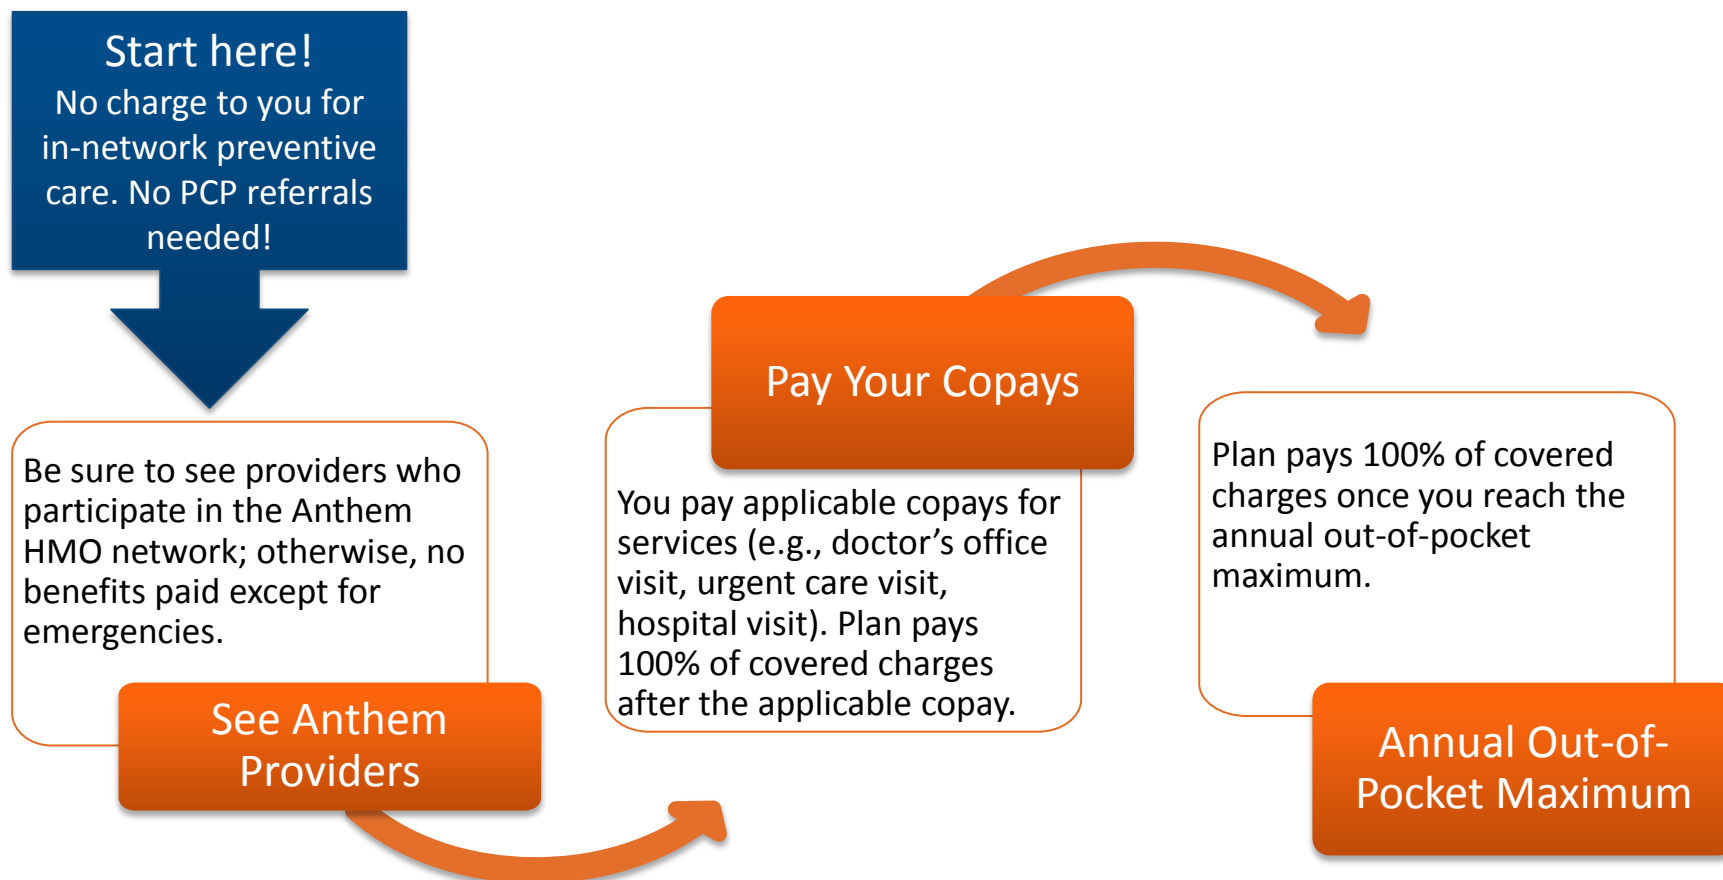 Start here!
No charge to you for
in-network preventive
care. No PCP referrals
needed!
Be sure to see providers who
participate in the Anthem
HMO network; otherwise, no
benefits paid except for
emergencies.
See Anthem
Providers
Pay Your Copays
You pay applicable copays for
services (e.g., doctor’s office
visit, urgent care visit,
hospital visit). Plan pays
100% of covered charges
after the applicable copay.
Plan pays 100% of covered
charges once you reach the
annual out-of-pocket
maximum.
Annual Out-of-
Pocket Maximum